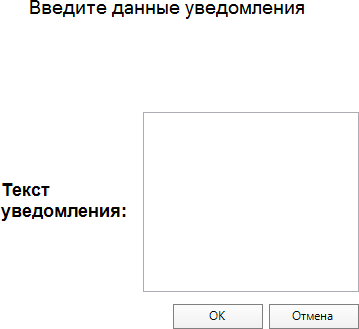 Введите данные уведомления
Текст
уведомления:
OK
Отмена